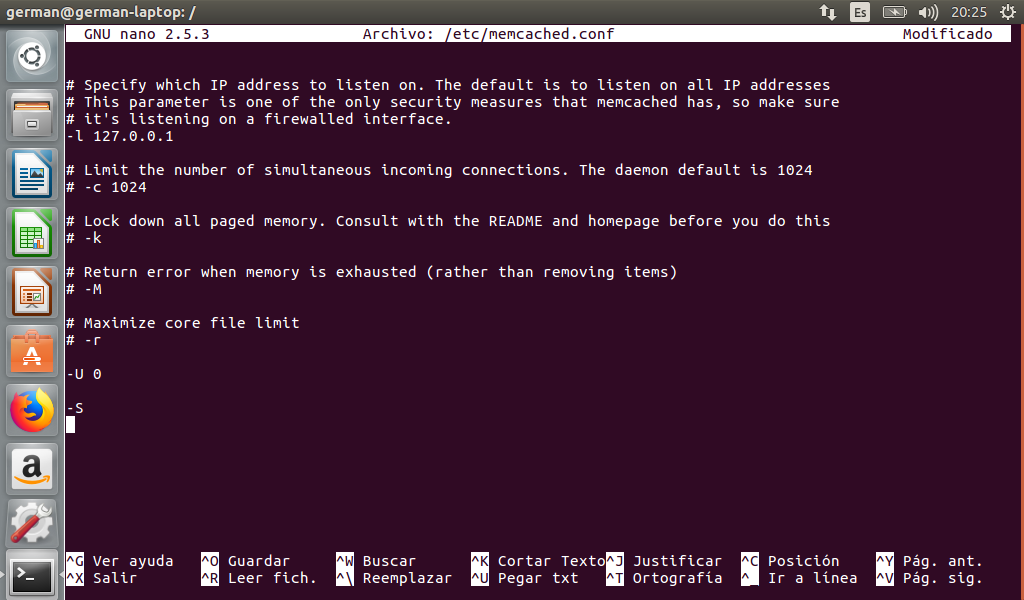 german@german-laptop: /
Es
20:25
GNU nano 2.5.3 Archivo: /etc/memcached.conf Modificado
# Specify which IP address to listen on. The default is to listen on all IP addresses
# This parameter is one of the only security measures that memcached has, so make sure
# it's listening on a firewalled interface.
-l 127.0.0.1
# Limit the number of simultaneous incoming connections. The daemon default is 1024
# -c 1024
# Lock down all paged memory. Consult with the README and homepage before you do this
# -k
# Return error when memory is exhausted (rather than removing items)
# -M
# Maximize core file limit
# -r
-U 0
-S
^G Ver ayuda ^O Guardar ^W Buscar ^K Cortar Texto ^J Justificar ^C Posición ^Y Pág. ant.
^X Salir ^R Leer fich. ^\ Reemplazar ^U Pegar txt ^T Ortografía ^_ Ir a línea ^V Pág. sig.